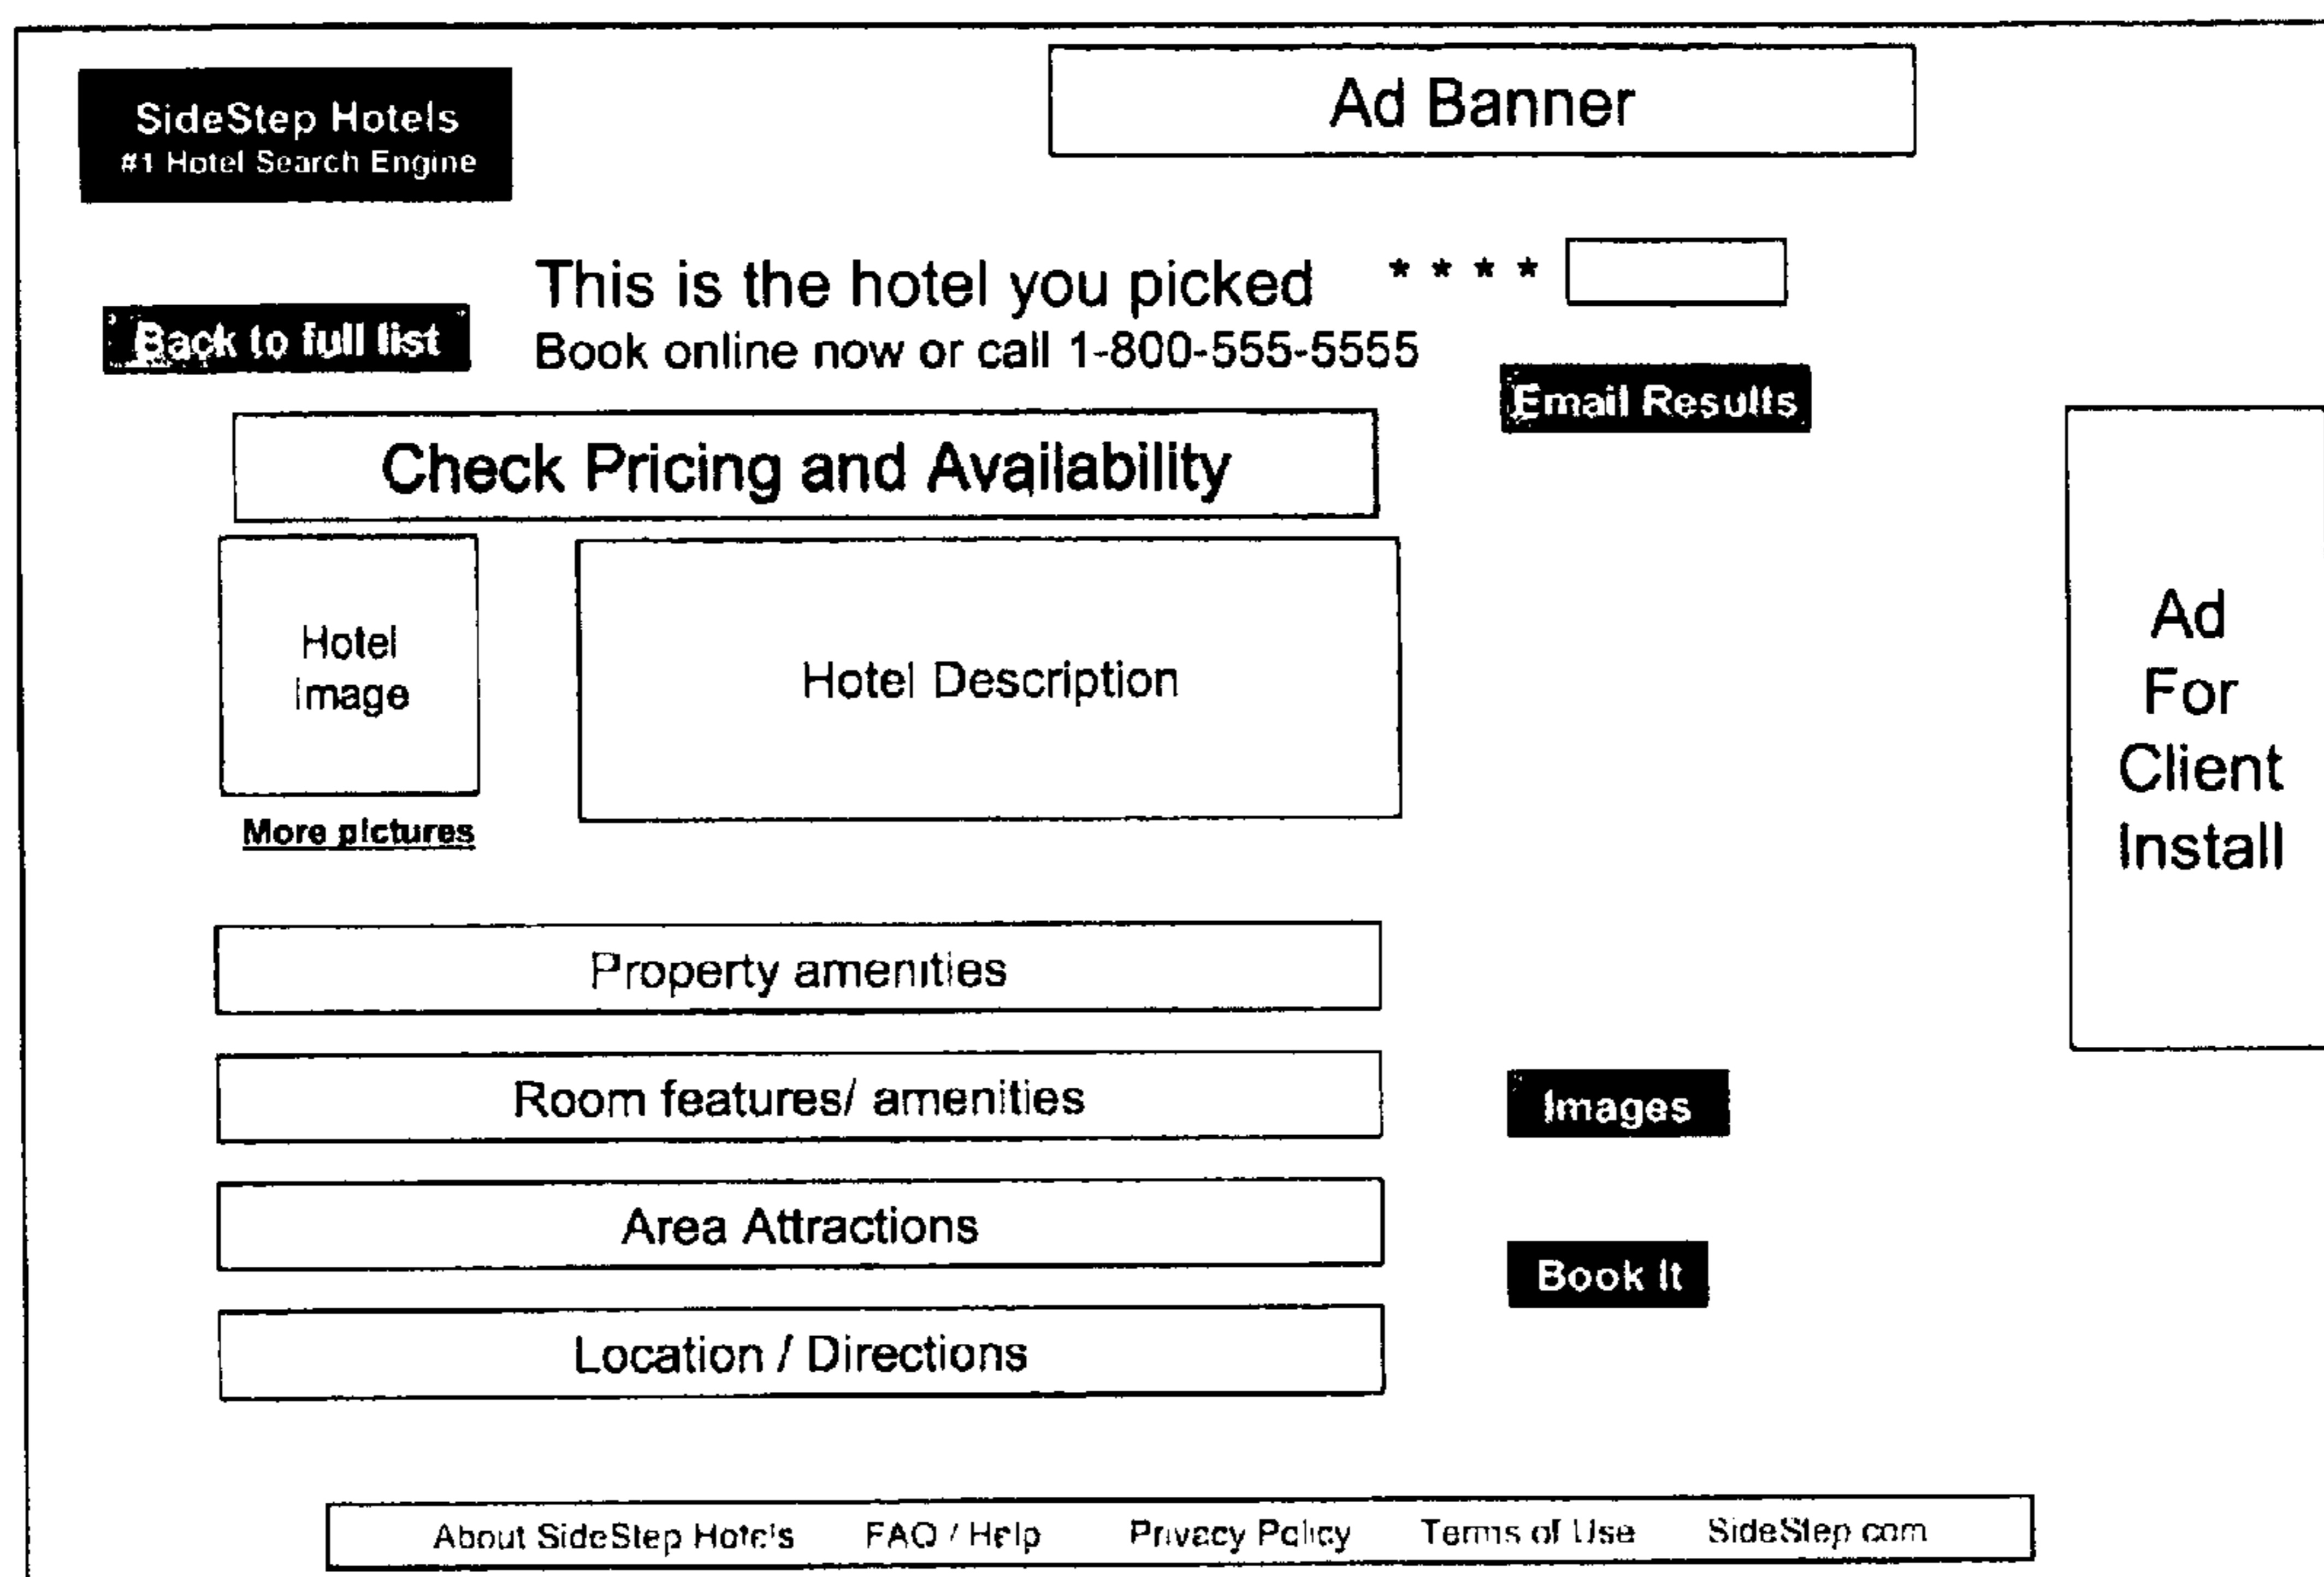 SideStep Hotels
#1 Hotel Search Engine
Ad Banner
This is the hotel you picked * * * *
Back to full list
Book online now or call 1-800-555-5555
Email Results
Check Pricing and Availability
Hotel
Image
Hotel Description
More pictures
Ad
For
Client
Install
Property amenities
Room features/ amenities
Images
Area Attractions
Book It
Location / Directions
About SideStep Hotels FAQ / Help Privacy Policy Terms of Use SideStep com